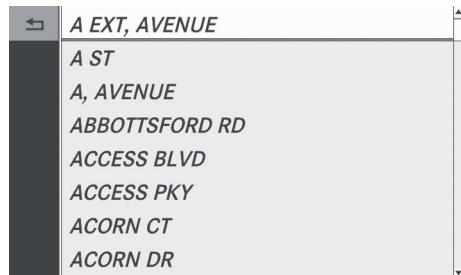 A EXT, AVENUE
A ST
A, AVENUE
ABBOTTSFORD RD
ACCESS BLVD
ACCESS PKY
ACORN CT
ACORN DR